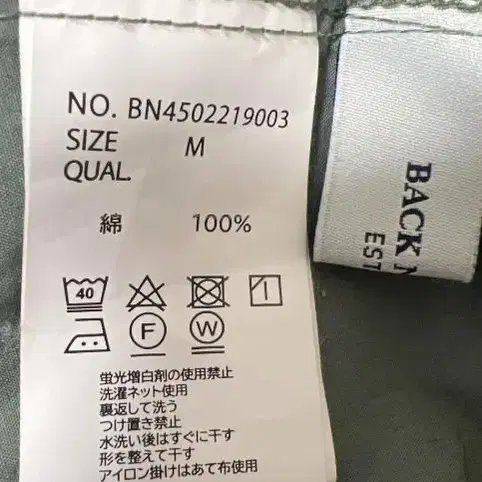 NO. BN4502219003
SIZE M
QUAL.
綿 100%
40
F W
蛍光増白剤の使用禁止
洗濯ネット使用
裏返して洗う
つけ置き禁止
水洗い後はすぐに干す
形を整えて干す
アイロン掛けはあて布使用
BACK
EST